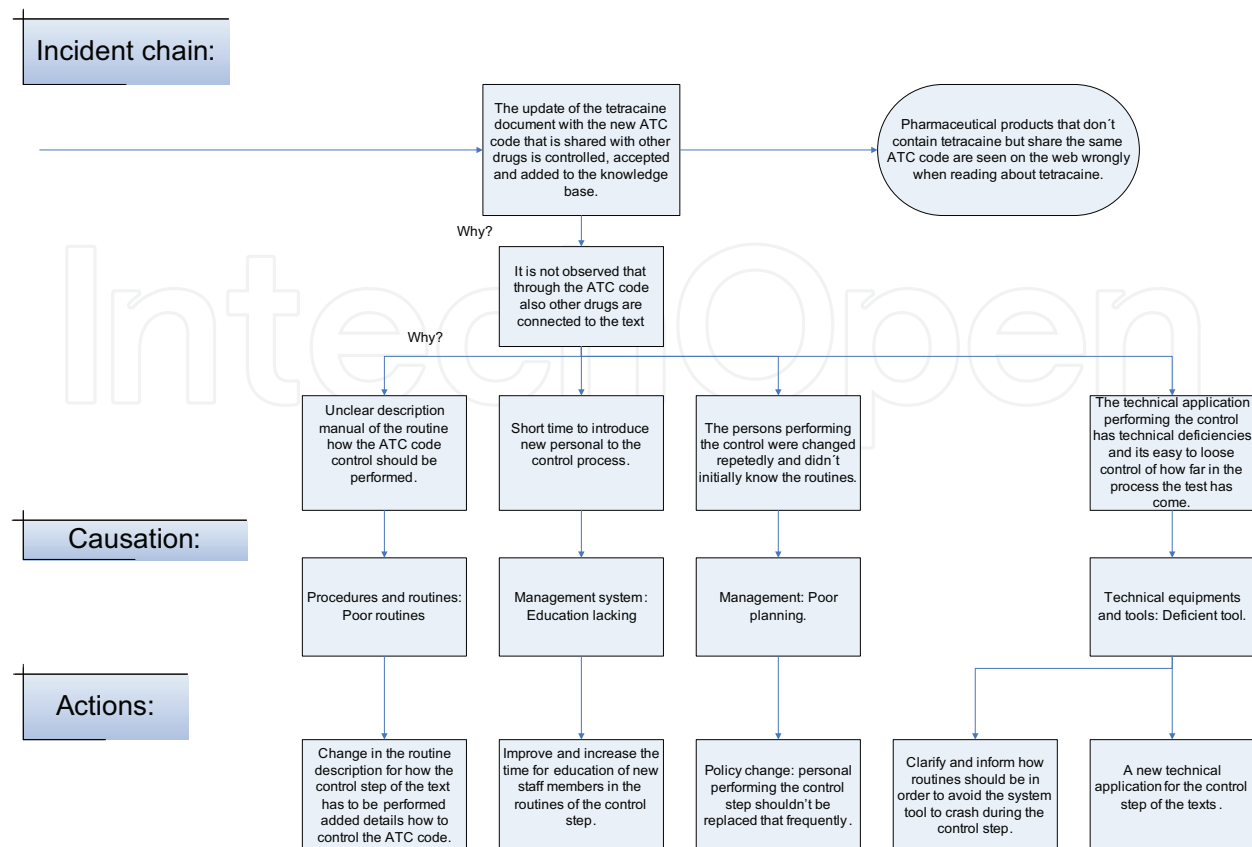 Incident chain:
The update of the tetracaine
document with the new ATC
code that is shared with other
drugs is controlled, accepted
and added to the knowledge
base.
Pharmaceutical products that don´t
contain tetracaine but share the same
ATC code are seen on the web wrongly
when reading about tetracaine.
Why?
It is not observed that
through the ATC code
also other drugs are
connected to the text
Why?
IntechOpen
Unclear description
manual of the routine
how the ATC code
control should be
performed.
Short time to introduce
new personal to the
control process.
The persons performing
the control were changed
repetedly and didn´t
initially know the routines.
The technical application
performing the control
has technical deficiencies
and its easy to loose
control of how far in the
process the test has
come.
Causation:
Procedures and routines:
Poor routines
Management system:
Education lacking
Management: Poor
planning.
Technical equipments
and tools: Deficient tool.
Actions:
Change in the routine
description for how the
control step of the text
has to be performed
added details how to
control the ATC code.
Improve and increase the
time for education of new
staff members in the
routines of the control
step.
Policy change: personal
performing the control
step shouldn't be
replaced that frequently.
Clarify and inform how
routines should be in
order to avoid the system
tool to crash during the
control step.
A new technical
application for the control
step of the texts.